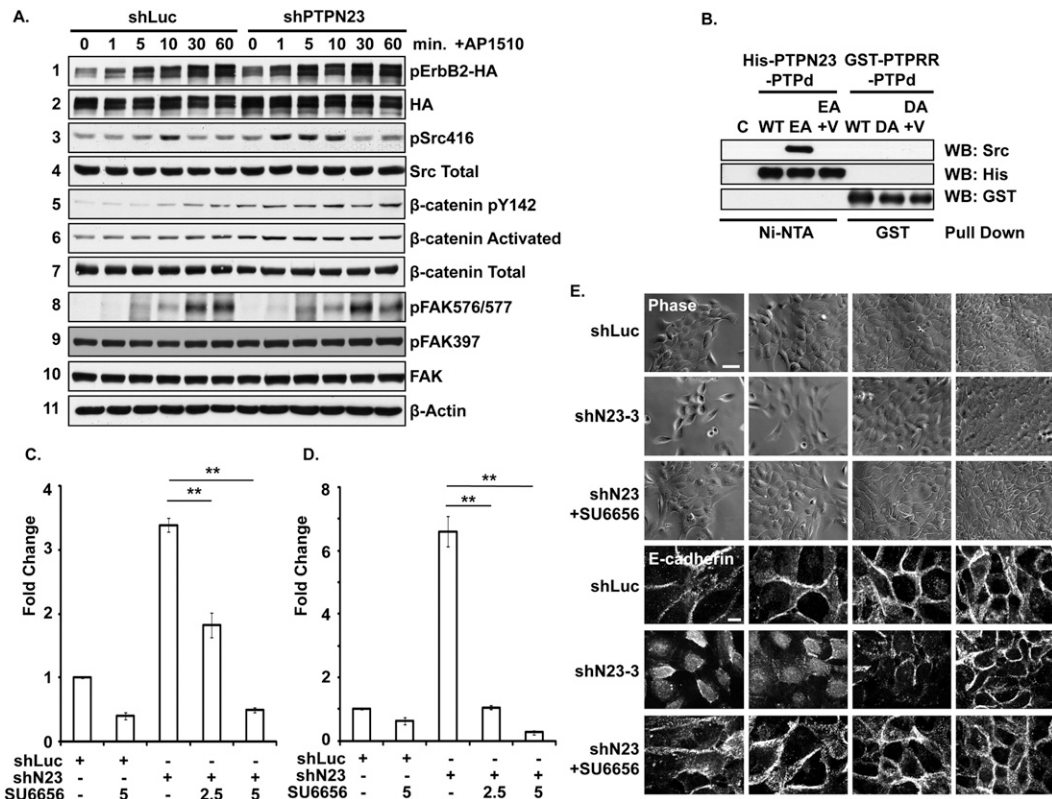 A.
shLuc shPTPN23
0 1 5 10 30 60 0 1 5 10 30 60 min. +AP1510
1 pErbB2-HA
2 HA
3 pSrc416
4 Src Total
5 β-catenin pY142
6 β-catenin Activated
7 β-catenin Total
8 pFAK576/577
9 pFAK397
10 FAK
11 β-Actin
B.
His-PTPN23 GST-PTPRR
-PTPd -PTPd
EA DA
C WT EA +V WT DA +V
WB: Src
WB: His
WB: GST
Ni-NTA GST Pull Down
C.
**
**
Fold Change
4
3
2
1
0
shLuc + + - - -
shN23 - - + + +
SU6656 - 5 - 2.5 5
D.
**
**
Fold Change
8
6
4
2
0
+ + - - -
shLuc
- - + + +
shN23
- 5 - 2.5 5
SU6656
E.
Phase
shLuc
shN23-3
shN23
+SU6656
E-cadherin
shLuc
shN23-3
shN23
+SU6656